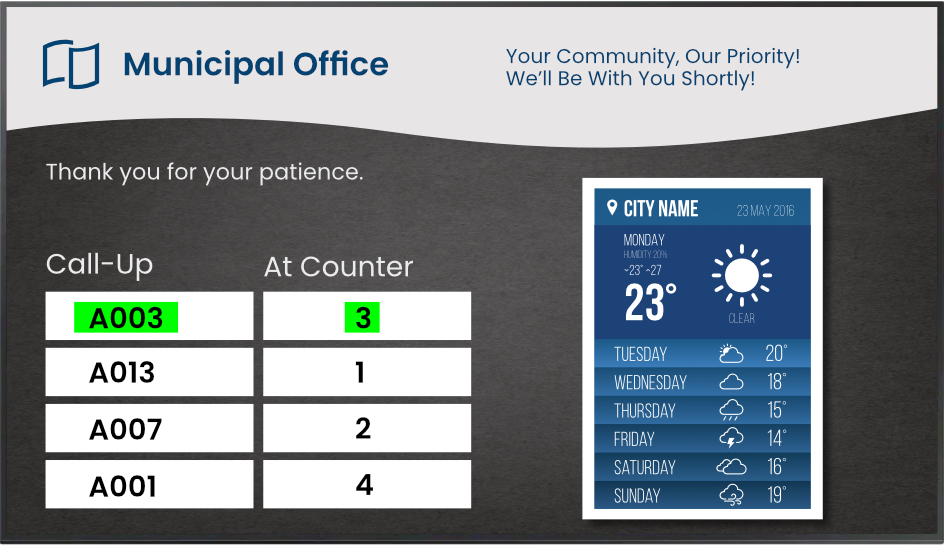 Municipal Office
Your Community, Our Priority!
We'll Be With You Shortly!
Thank you for your patience.
Call-Up At Counter
A003 3
A013 1
A007 2
A001 4
CITY NAME 23 MAY 2016
MONDAY
HUMIDITY 20%
~23° ~27
23°
CLEAR
TUESDAY 20°
WEDNESDAY 18°
THURSDAY 15°
FRIDAY 14°
SATURDAY 16°
SUNDAY 19°